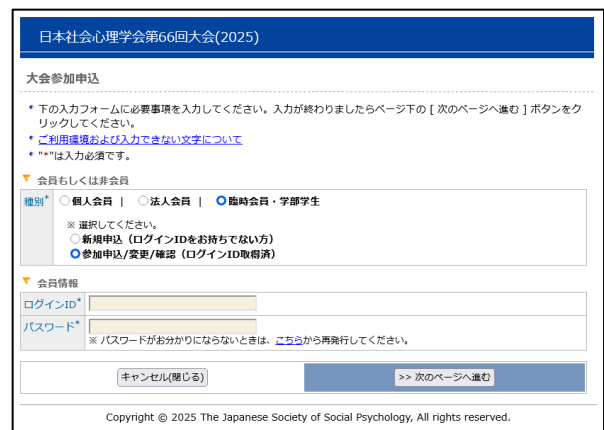 日本社会心理学会第66回大会(2025)
大会参加申込
下の入力フォームに必要事項を入力してください。入力が終わりましたらページ下の [ 次のページへ進む ] ボタンをク
リックしてください。
ご利用環境および入力できない文字について
"*"は入力必須です。
会員もしくは非会員
種別* 個人会員 | 法人会員 | 臨時会員・学部学生
※ 選択してください。
新規申込（ログインIDをお持ちでない方）
参加申込/変更/確認（ログインID取得済）
会員情報
ログインID*
パスワード*
※ パスワードがお分かりにならないときは、こちらから再発行してください。
キャンセル(閉じる) >> 次のページへ進む
Copyright © 2025 The Japanese Society of Social Psychology, All rights reserved.